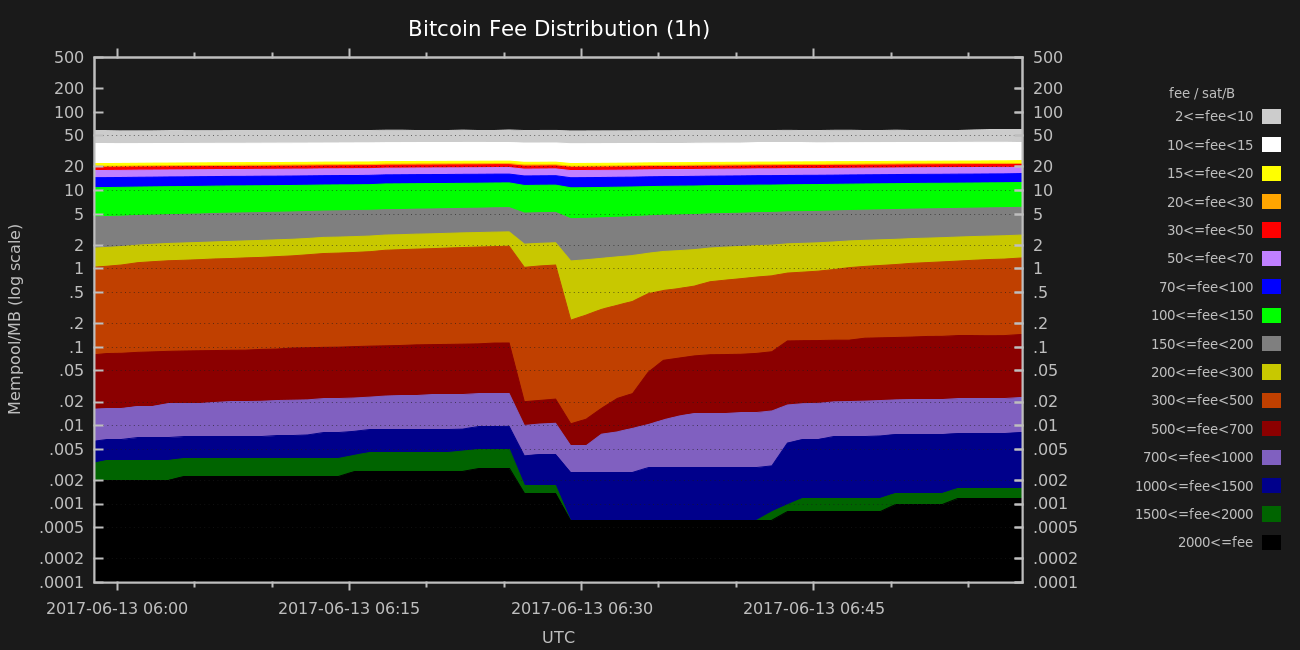 Bitcoin Fee Distribution (1h)
500
200
100
50
20
10
5
2
1
.5
.2
.1
.05
.02
.01
.005
.002
.001
.0005
.0002
.0001
Mempool/MB (log scale)
500
200
100
50
20
10
5
2
1
.5
.2
.1
.05
.02
.01
.005
.002
.001
.0005
.0002
.0001
2017-06-13 06:00 2017-06-13 06:15 2017-06-13 06:30 2017-06-13 06:45
UTC
fee / sat/B
2<=fee<10
10<=fee<15
15<=fee<20
20<=fee<30
30<=fee<50
50<=fee<70
70<=fee<100
100<=fee<150
150<=fee<200
200<=fee<300
300<=fee<500
500<=fee<700
700<=fee<1000
1000<=fee<1500
1500<=fee<2000
2000<=fee